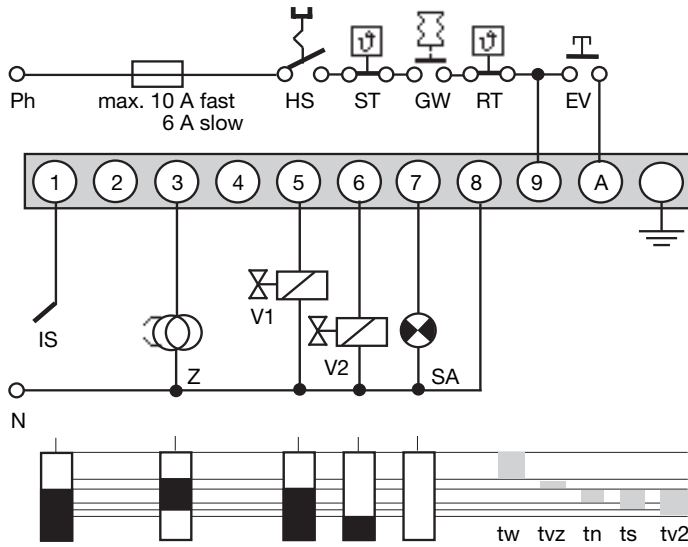 ϑ ϑ
Ph max. 10 A fast HS ST GW RT EV
6 A slow
1 2 3 4 5 6 7 8 9 A
V1
IS V2
Z SA
N
tw tvz tn ts tv2